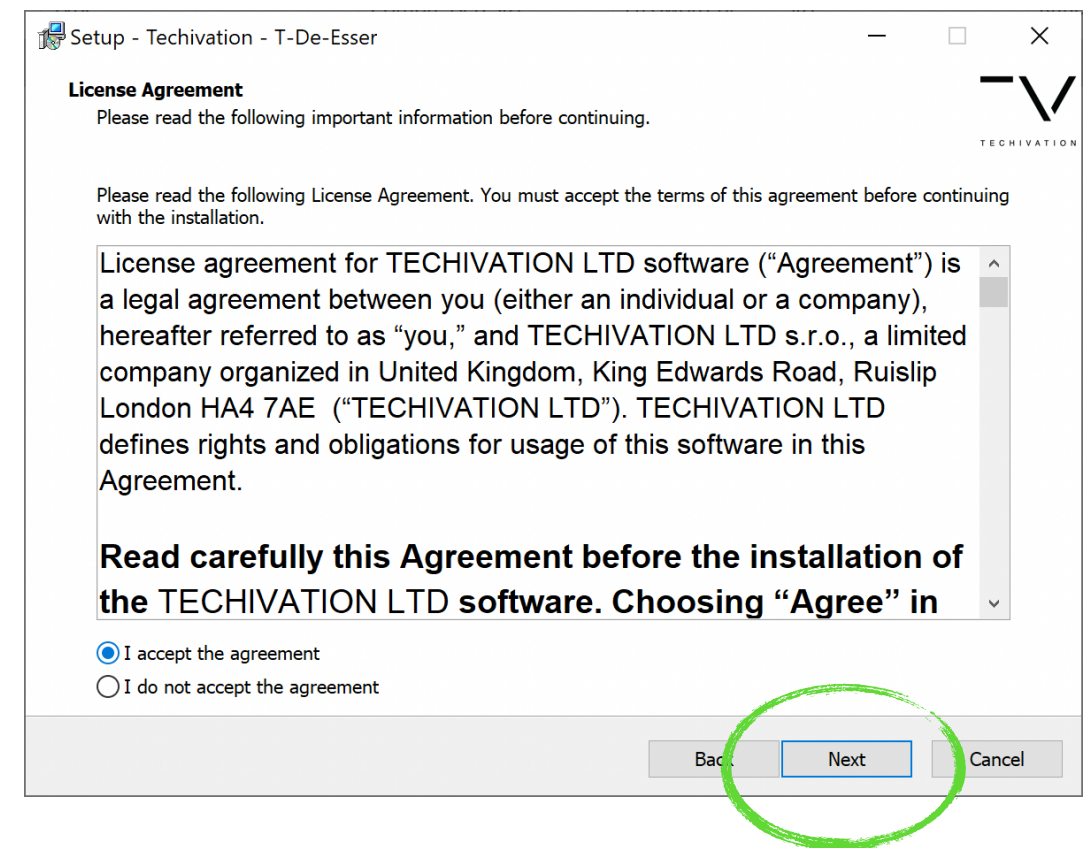 Setup - Techivation - T-De-Esser
License Agreement
Please read the following important information before continuing.
TECHIVATION
Please read the following License Agreement. You must accept the terms of this agreement before continuing
with the installation.
License agreement for TECHIVATION LTD software (“Agreement”) is
a legal agreement between you (either an individual or a company),
hereafter referred to as “you,” and TECHIVATION LTD s.r.o., a limited
company organized in United Kingdom, King Edwards Road, Ruislip
London HA4 7AE  (“TECHIVATION LTD”). TECHIVATION LTD
defines rights and obligations for usage of this software in this
Agreement.
Read carefully this Agreement before the installation of
the TECHIVATION LTD software. Choosing “Agree” in
I accept the agreement
I do not accept the agreement
Back
Next
Cancel